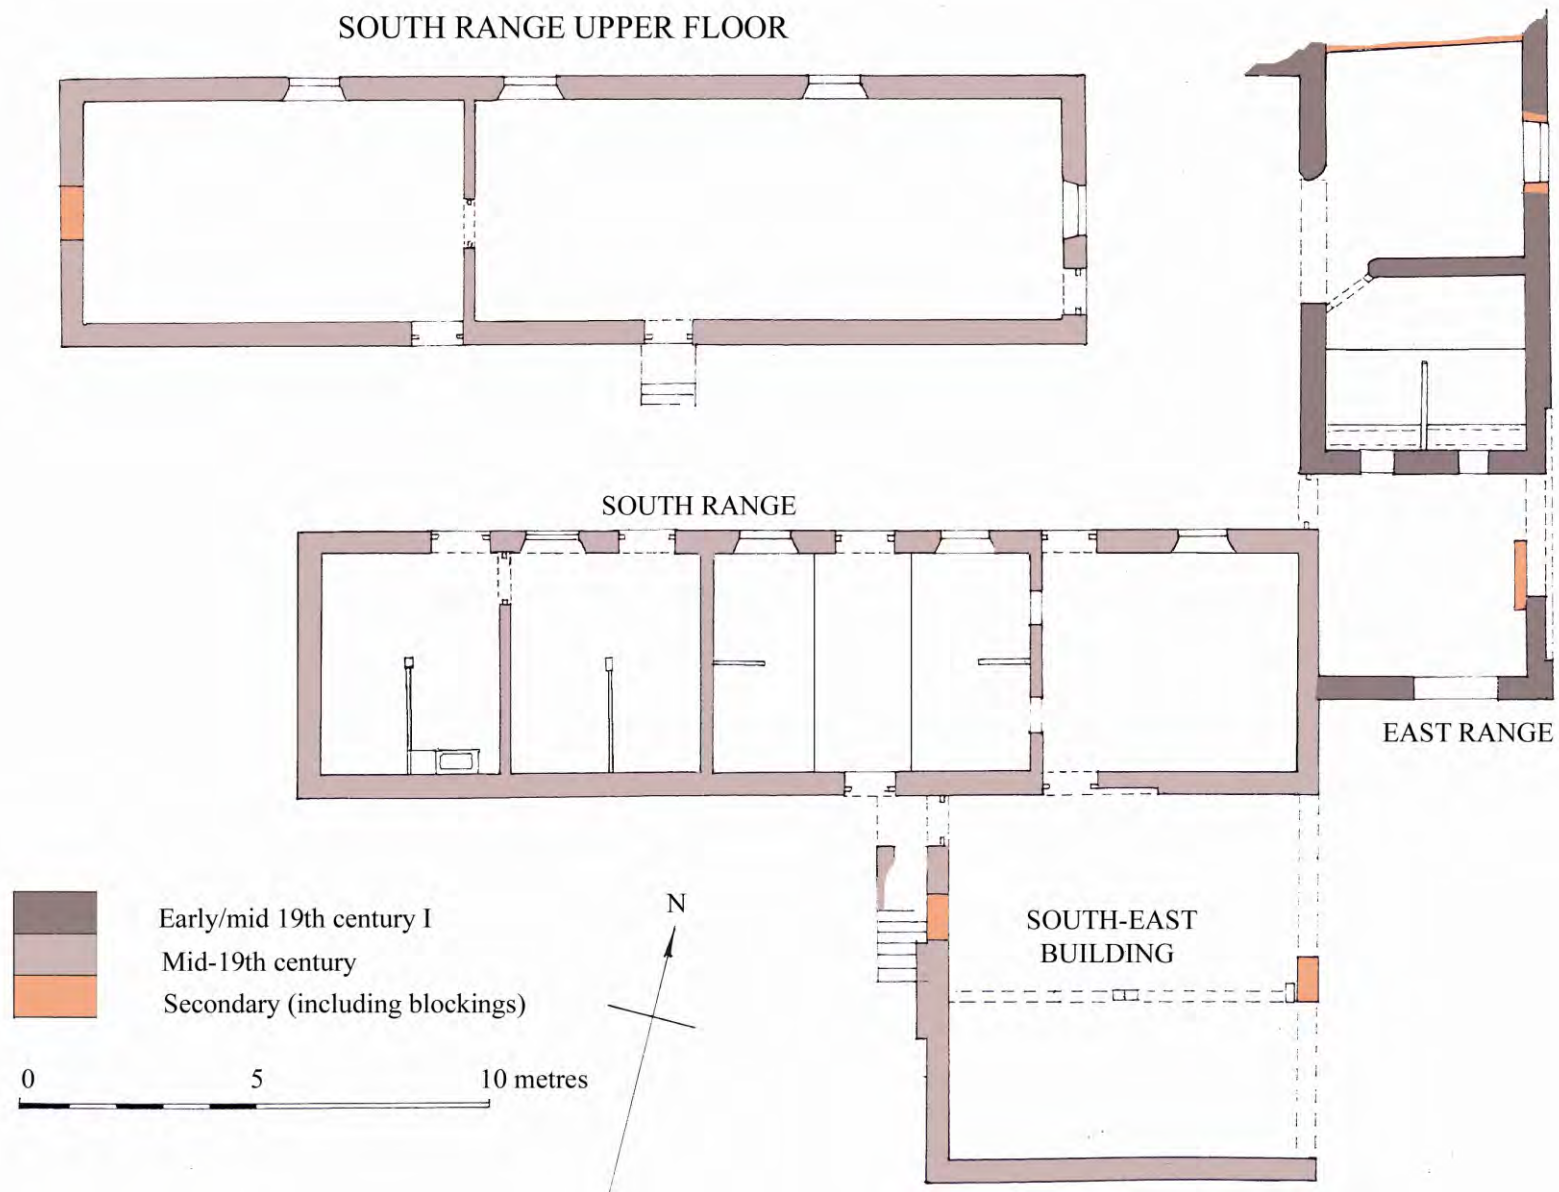 SOUTH RANGE UPPER FLOOR
SOUTH RANGE
EAST RANGE
Early/mid 19th century I
Mid-19th century
Secondary (including blockings)
N
SOUTH-EAST
BUILDING
0 5 10 metres